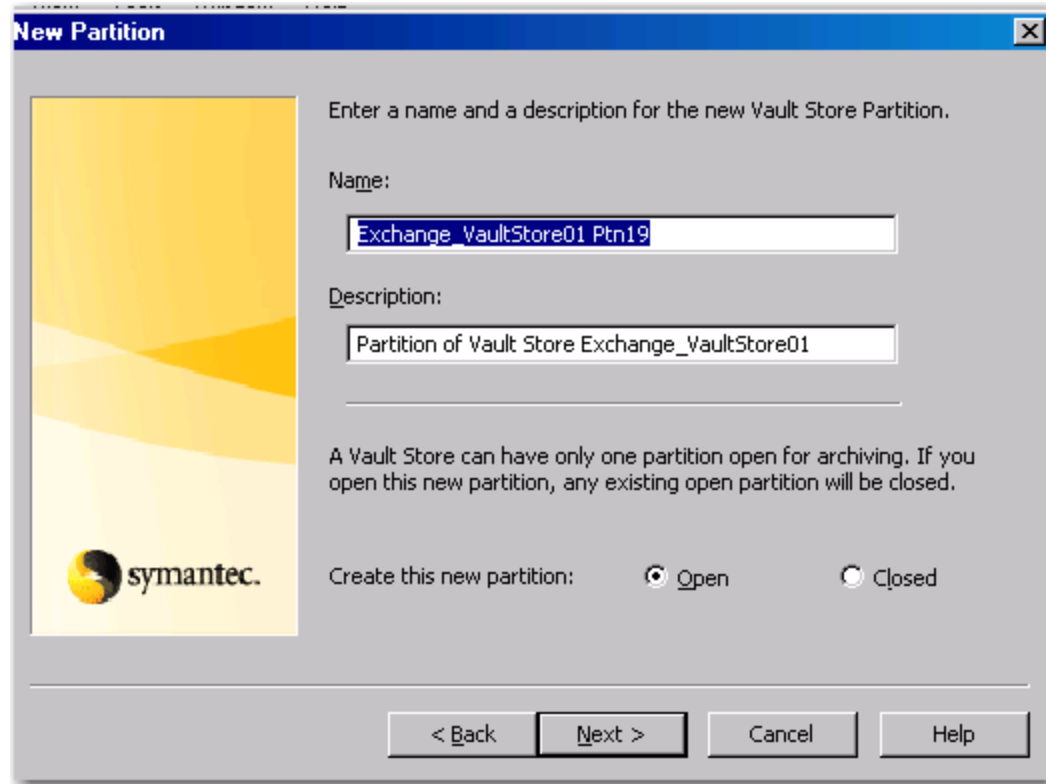 New Partition
Enter a name and a description for the new Vault Store Partition.
Name:
Exchange_VaultStore01 Ptn19
Description:
Partition of Vault Store Exchange_VaultStore01
A Vault Store can have only one partition open for archiving. If you
open this new partition, any existing open partition will be closed.
symantec.
Create this new partition: Open Closed
< Back Next > Cancel Help